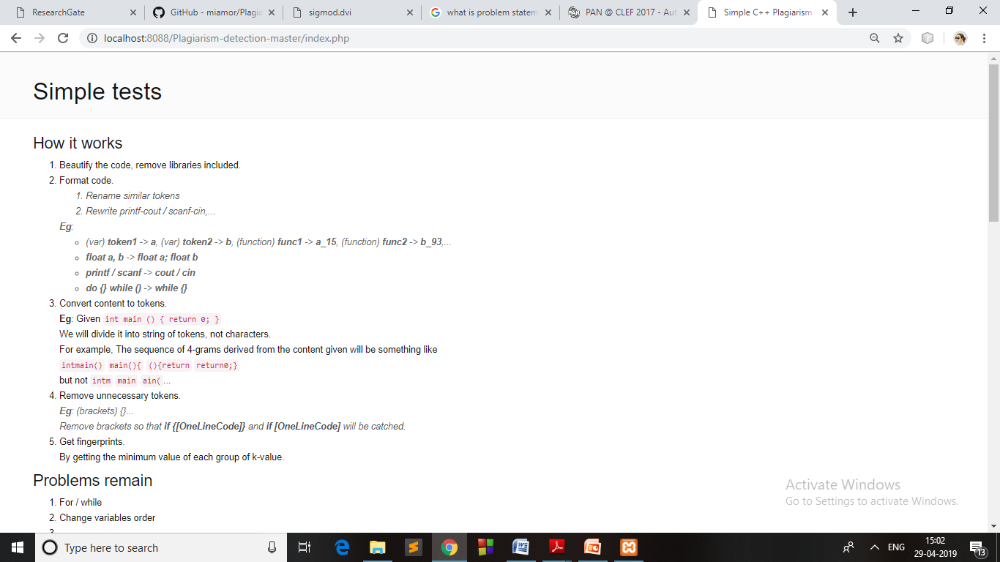 ResearchGate
GitHub - miamor/Plagia
sigmod.dvi
what is problem statem
PAN @ CLEF 2017 - Aut
Simple C++ Plagiarism
localhost:8088/Plagiarism-detection-master/index.php
Simple tests
How it works
1. Beautify the code, remove libraries included.
2. Format code.
1. Rename similar tokens
2. Rewrite printf-cout / scanf-cin,...
Eg:
(var) token1 -> a, (var) token2 -> b, (function) func1 -> a_15, (function) func2 -> b_93,...
float a, b -> float a; float b
printf / scanf -> cout / cin
do {} while () -> while {}
3. Convert content to tokens.
Eg: Given int main () { return 0; }
We will divide it into string of tokens, not characters.
For example, The sequence of 4-grams derived from the content given will be something like
intmain() main(){ (){return return0;}
but not intm main ain( ...
4. Remove unnecessary tokens.
Eg: (brackets) {}...
Remove brackets so that if {[OneLineCode]} and if [OneLineCode] will be catched.
5. Get fingerprints.
By getting the minimum value of each group of k-value.
Problems remain
1. For / while
2. Change variables order
Activate Windows
Go to Settings to activate Windows.
Type here to search
ENG
15:02
29-04-2019
13